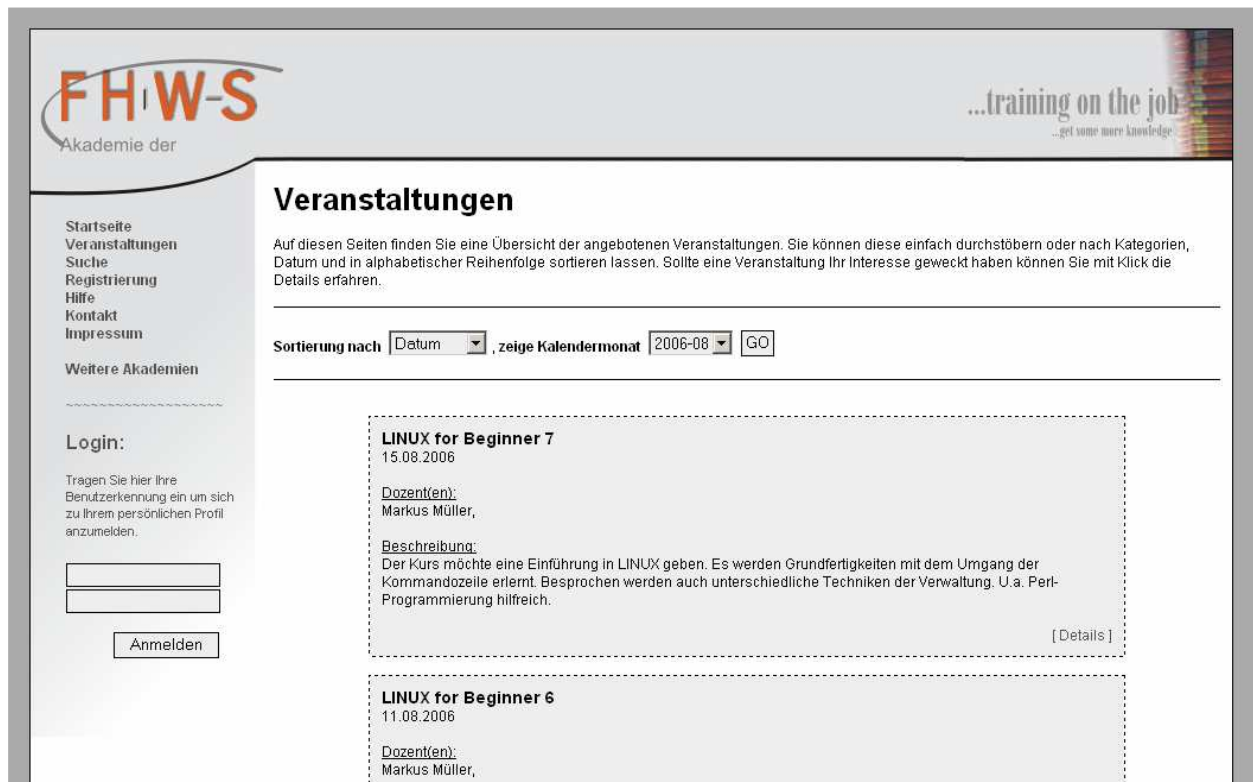 FH-W-S
Akademie der
...training on the job
...get some more knowledge
Startseite
Veranstaltungen
Suche
Registrierung
Hilfe
Kontakt
Impressum
Weitere Akademien
~~~~~~~~~~~~~~~~~~~
Login:
Tragen Sie hier Ihre
Benutzerkennung ein um sich
zu Ihrem persönlichen Profil
anzumelden.
Anmelden
Veranstaltungen
Auf diesen Seiten finden Sie eine Übersicht der angebotenen Veranstaltungen. Sie können diese einfach durchstöbern oder nach Kategorien,
Datum und in alphabetischer Reihenfolge sortieren lassen. Sollte eine Veranstaltung Ihr Interesse geweckt haben können Sie mit Klick die
Details erfahren.
Sortierung nach Datum , zeige Kalendermonat 2006-08 GO
LINUX for Beginner 7
15.08.2006
Dozent(en):
Markus Müller,
Beschreibung:
Der Kurs möchte eine Einführung in LINUX geben. Es werden Grundfertigkeiten mit dem Umgang der
Kommandozeile erlernt. Besprochen werden auch unterschiedliche Techniken der Verwaltung. U.a. Perl-
Programmierung hilfreich.
[ Details ]
LINUX for Beginner 6
11.08.2006
Dozent(en):
Markus Müller,